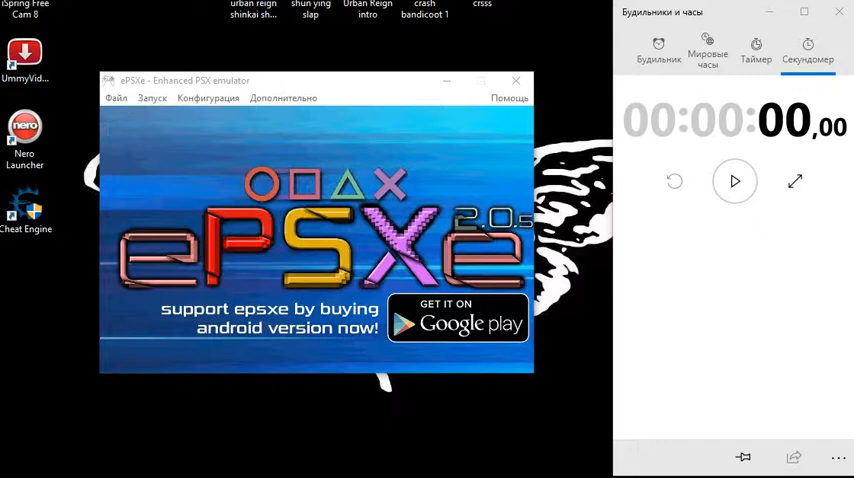 iSpring Free
Cam 8
urban reign
shinkai sh...
shun ying
slap
Urban Reign
intro
crash
bandicoot 1
crsss
UmmyVid...
nero
Nero
Launcher
Cheat Engine
ePSXe - Enhanced PSX emulator
Файл Запуск Конфигурация Дополнительно Помощь
ePSXe
2.0.5
support epsxe by buying
android version now!
GET IT ON
Google play
Будильники и часы
Будильник
Мировые
часы
Таймер
Секундомер
00:00:00,00